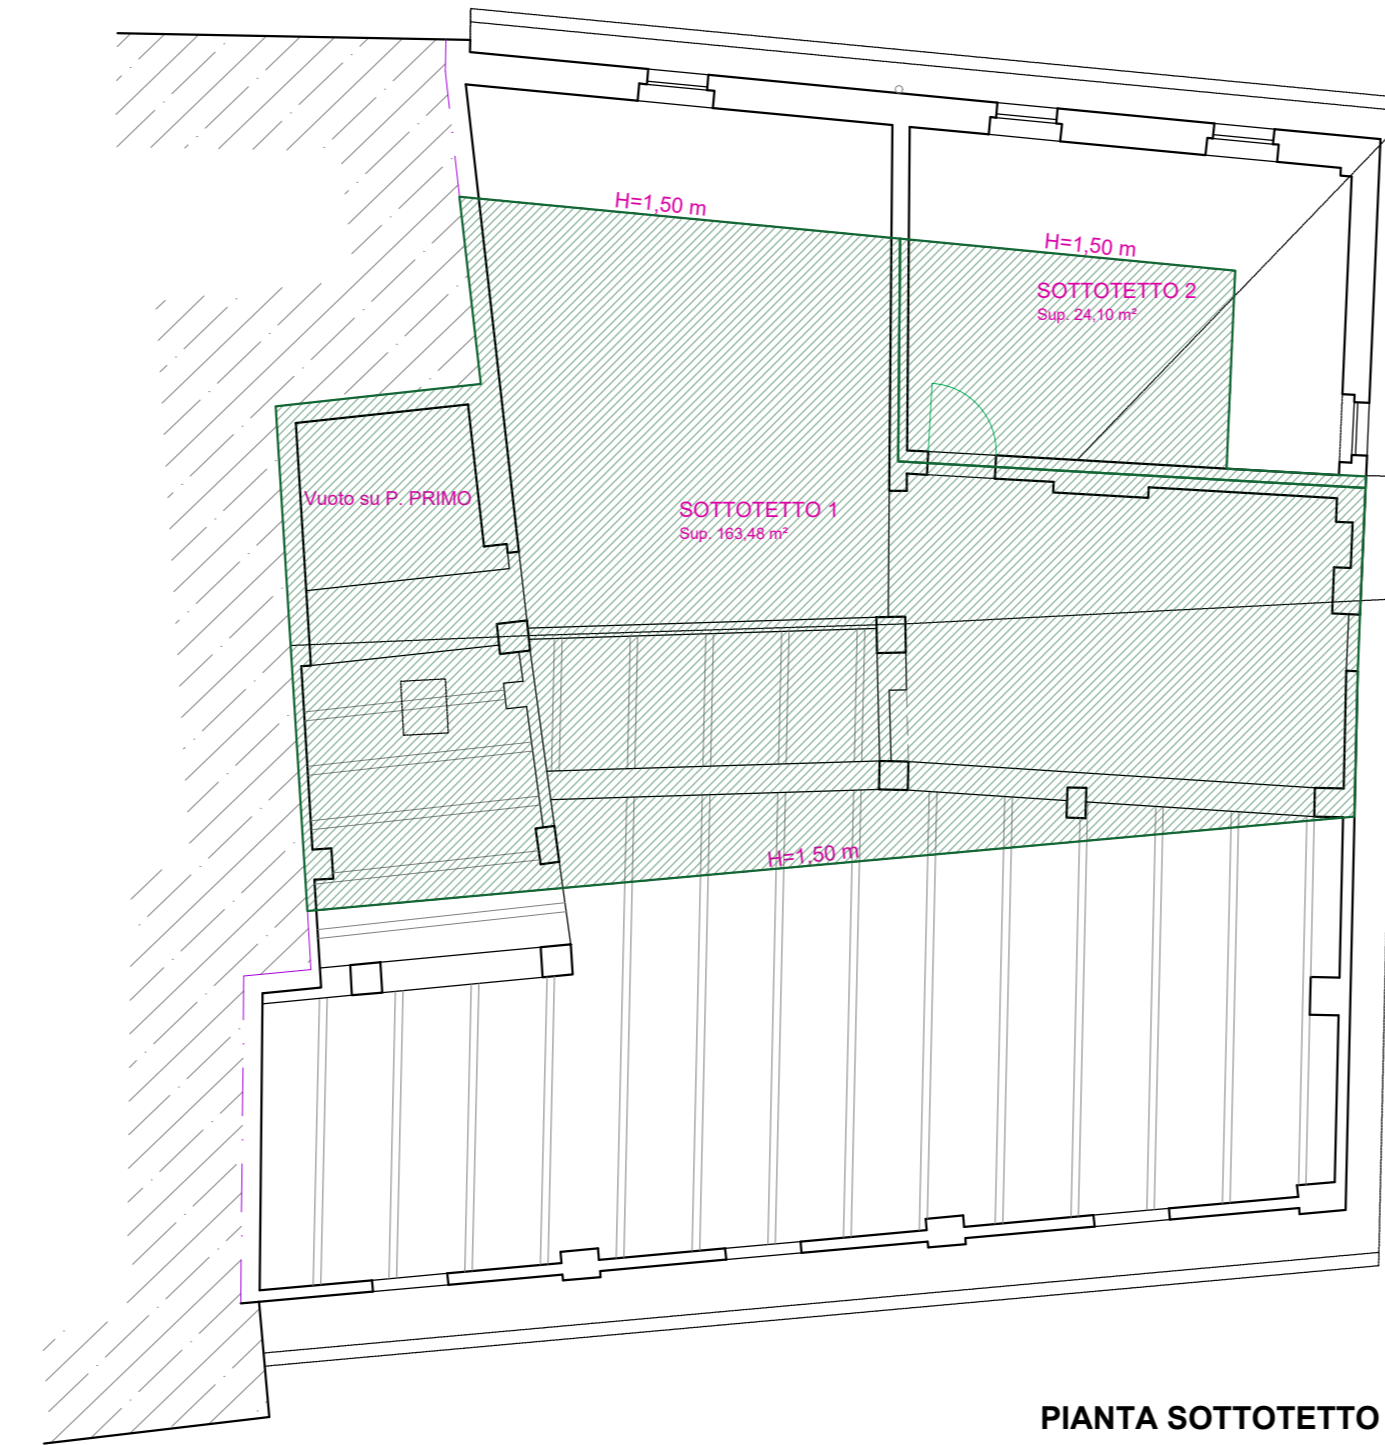 H=1,50 m
H=1,50 m
SOTTOTETTO 2
Sup. 24,10 m²
Vuoto su P. PRIMO
SOTTOTETTO 1
Sup. 163,48 m²
H=1,50 m
PIANTA SOTTOTETTO